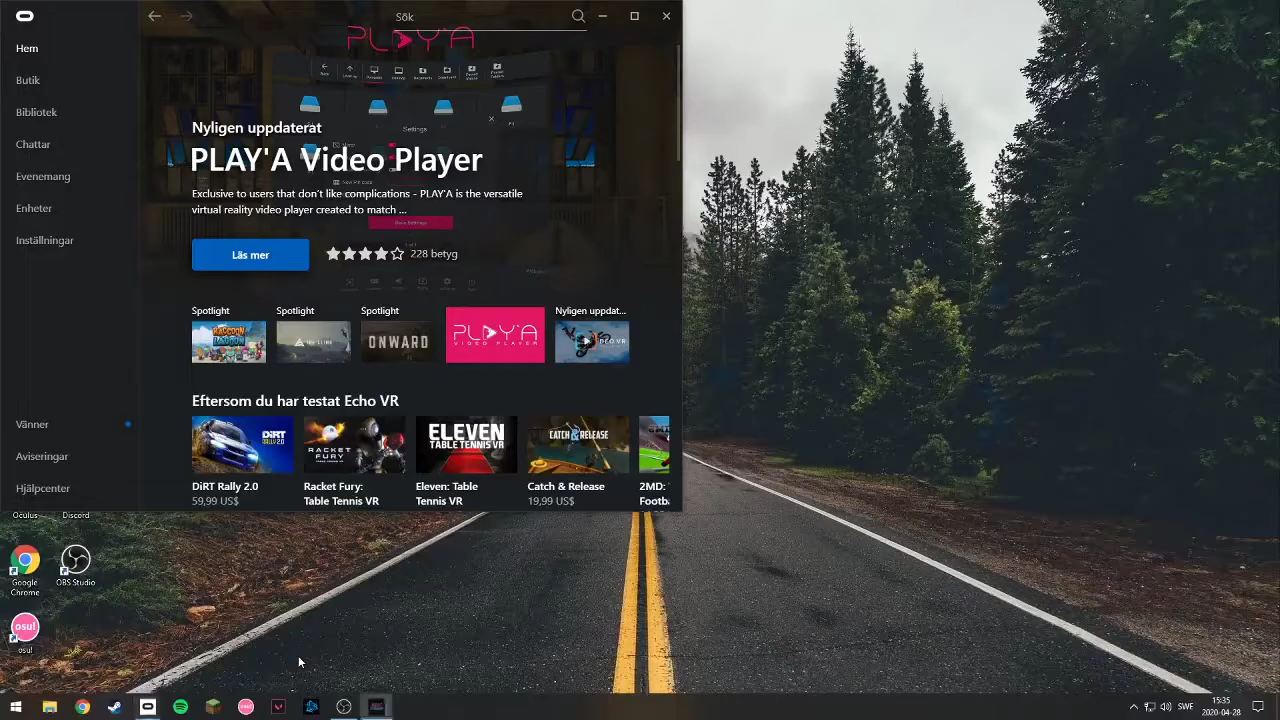 Sök
PLAY'A
Hem
Butik
Bibliotek
Chattar
Evenemang
Enheter
Inställningar
Vänner
Aviseringar
Hjälpcenter
Settings
Nyligen uppdaterat
PLAY'A Video Player
Exclusive to users that don't like complications - PLAY'A is the versatile
virtual reality video player created to match ...
Läs mer
228 betyg
Spotlight
Spotlight
Spotlight
Nyligen uppdat...
RACCOON
LAGOON
ONWARD
PLAY'A
VIDEO PLAYER
Eftersom du har testat Echo VR
DiRT
RALLY 2.0
RACKET
FURY
ELEVEN
TABLE TENNIS VR
CATCH & RELEASE
DiRT Rally 2.0
59,99 US$
Racket Fury:
Table Tennis VR
Eleven: Table
Tennis VR
Catch & Release
19,99 US$
2MD:
Footba
Oculus
Discord
Google
Chrome
OBS Studio
osu!
osu!
osu!
SWE
15:35
2020-04-28